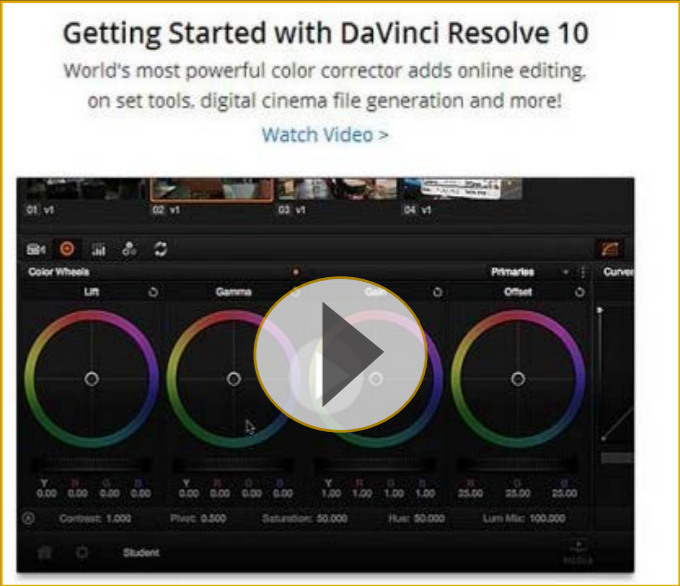 Getting Started with DaVinci Resolve 10
World's most powerful color corrector adds online editing,
on set tools, digital cinema file generation and more!
Watch Video >
01 v1 02 v1 03 v1 04 v1
Color Wheels Primaries Curves
Lift Gamma Gain Offset
Y R G B Y R G B Y R G B R G B
0.00 0.00 0.00 0.00 0.00 0.00 0.00 0.00 1.00 1.00 1.00 1.00 25.00 25.00 25.00
Contrast: 1.000 Pivot: 0.500 Saturation: 50.000 Hue: 50.000 Lum Mix: 100.000
Student